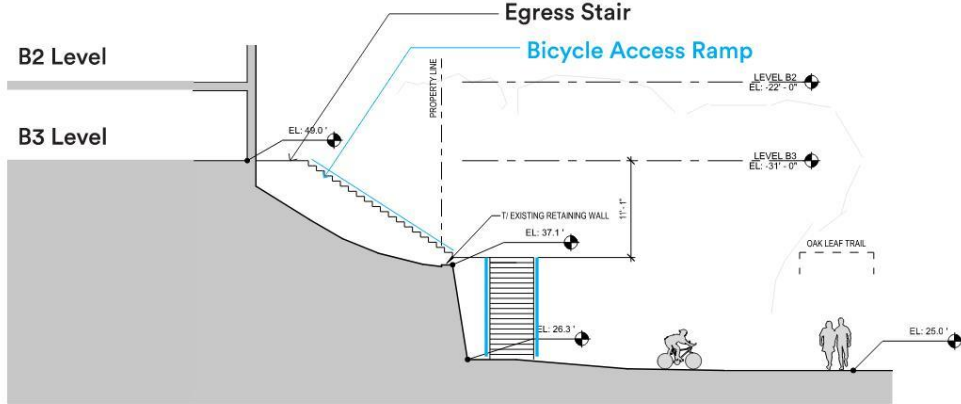 Egress Stair
B2 Level
Bicycle Access Ramp
PROPERTY LINE
LEVEL B2
EL: -22' - 0"
B3 Level
EL: 49.0 '
LEVEL B3
EL: -31' - 0"
11' - 1"
T/ EXISTING RETAINING WALL
EL: 37.1 '
OAK LEAF TRAIL
EL: 26.3 '
EL: 25.0 '